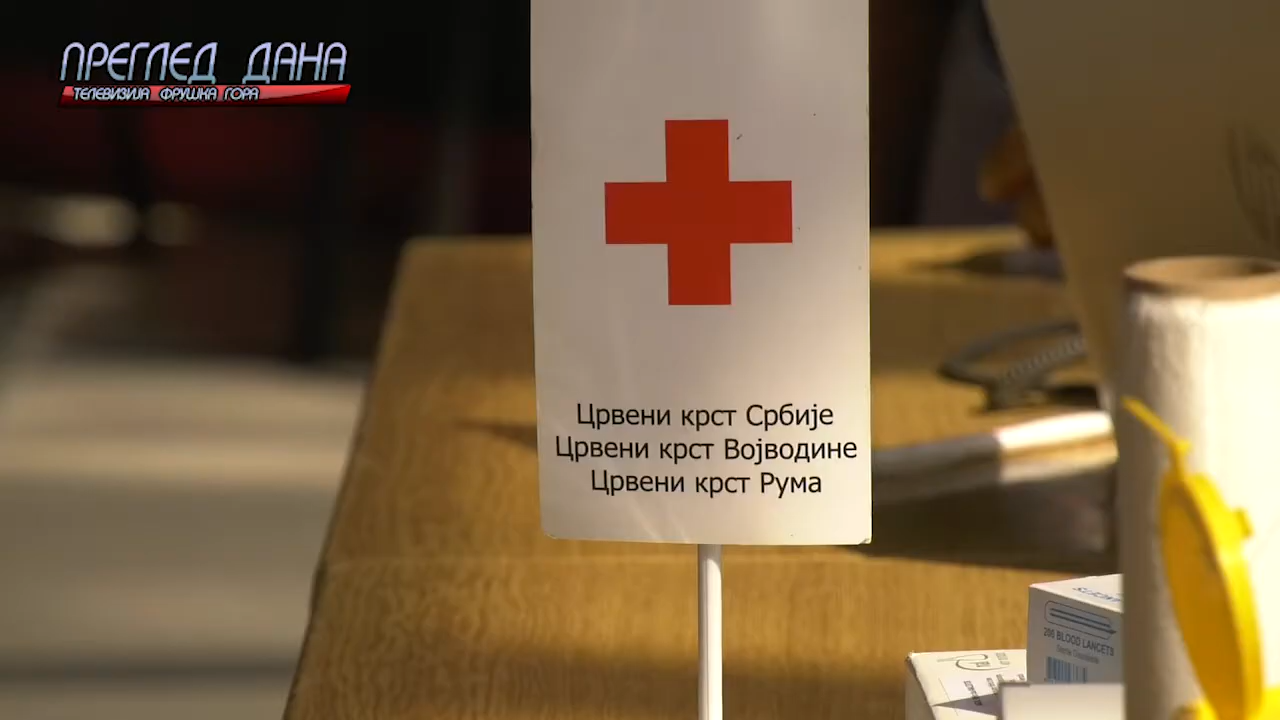 ПРЕГЛЕД ДАНА
ТЕЛЕВИЗИЈА ФРУШКА ГОРА
Црвени крст Србије
Црвени крст Војводине
Црвени крст Рума
200 BLOOD LANCETS